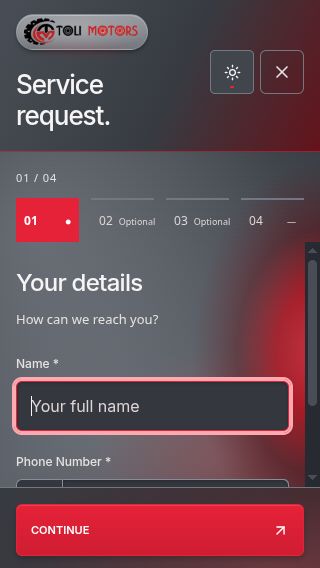 TOLI MOTORS
Service
request.
01 / 04
01 • 02 Optional 03 Optional 04 —
Your details
How can we reach you?
Name *
Your full name
Phone Number *
CONTINUE